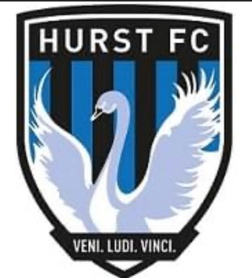 HURST FC
VENI. LUDI. VINCI.